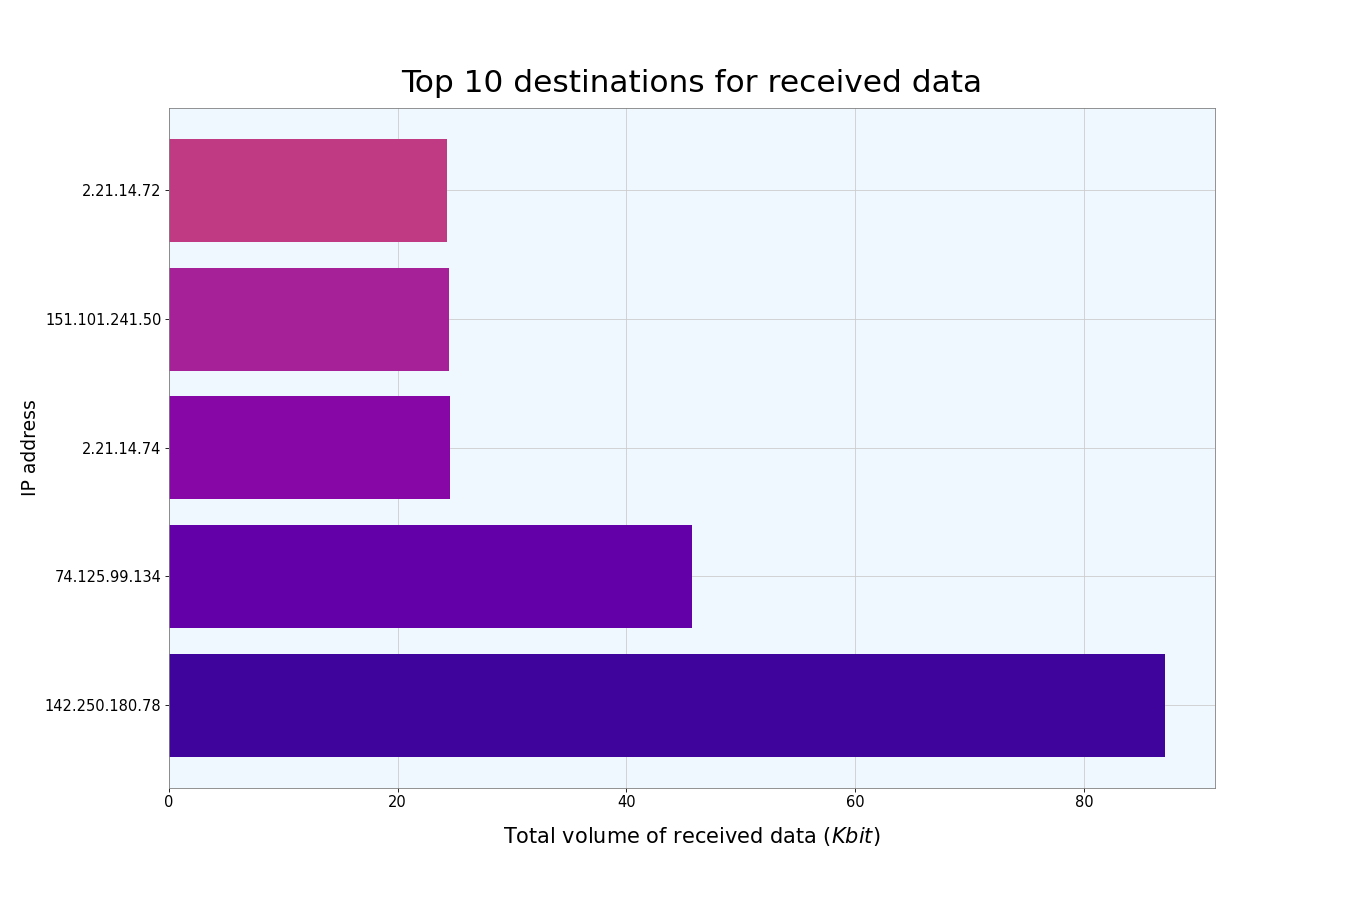 Top 10 destinations for received data
2.21.14.72
151.101.241.50
2.21.14.74
74.125.99.134
142.250.180.78
IP address
0 20 40 60 80
Total volume of received data (Kbit)